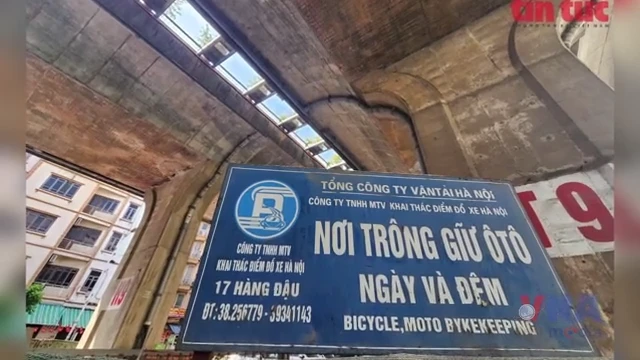 tin tức
TỔNG CÔNG TY VẬN TẢI HÀ NỘI
CÔNG TY TNHH MTV KHAI THÁC ĐIỂM ĐỖ XE HÀ NỘI
NƠI TRÔNG GIỮ ÔTÔ
NGÀY VÀ ĐÊM
BICYCLE, MOTO BYKEKEEPING
CÔNG TY TNHH MTV
KHAI THÁC ĐIỂM ĐỖ XE HÀ NỘI
17 HÀNG ĐẬU
ĐT: 38.256779 - 39341143
T 9